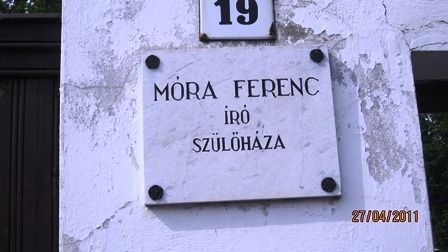 19
MÓRA FERENC
ÍRÓ
SZÜLŐHÁZA
27/04/2011